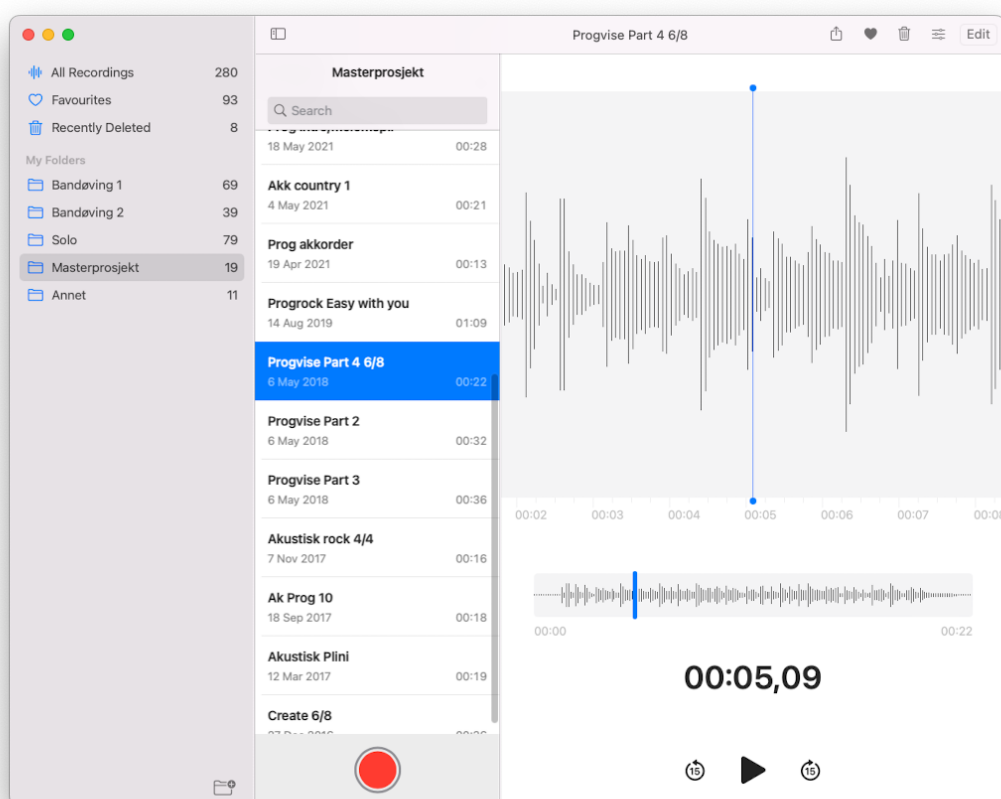 Progvise Part 4 6/8
Edit
All Recordings 280
Favourites 93
Recently Deleted 8
My Folders
Bandøving 1 69
Bandøving 2 39
Solo 79
Masterprosjekt 19
Annet 11
Masterprosjekt
Search
18 May 2021 00:28
Akk country 1
4 May 2021 00:21
Prog akkorder
19 Apr 2021 00:13
Progrock Easy with you
14 Aug 2019 01:09
Progvise Part 4 6/8
6 May 2018 00:22
Progvise Part 2
6 May 2018 00:32
Progvise Part 3
6 May 2018 00:36
Akustisk rock 4/4
7 Nov 2017 00:16
Ak Prog 10
18 Sep 2017 00:18
Akustisk Plini
12 Mar 2017 00:19
Create 6/8
00:02 00:03 00:04 00:05 00:06 00:07 00:08
00:00 00:22
00:05,09
15 15